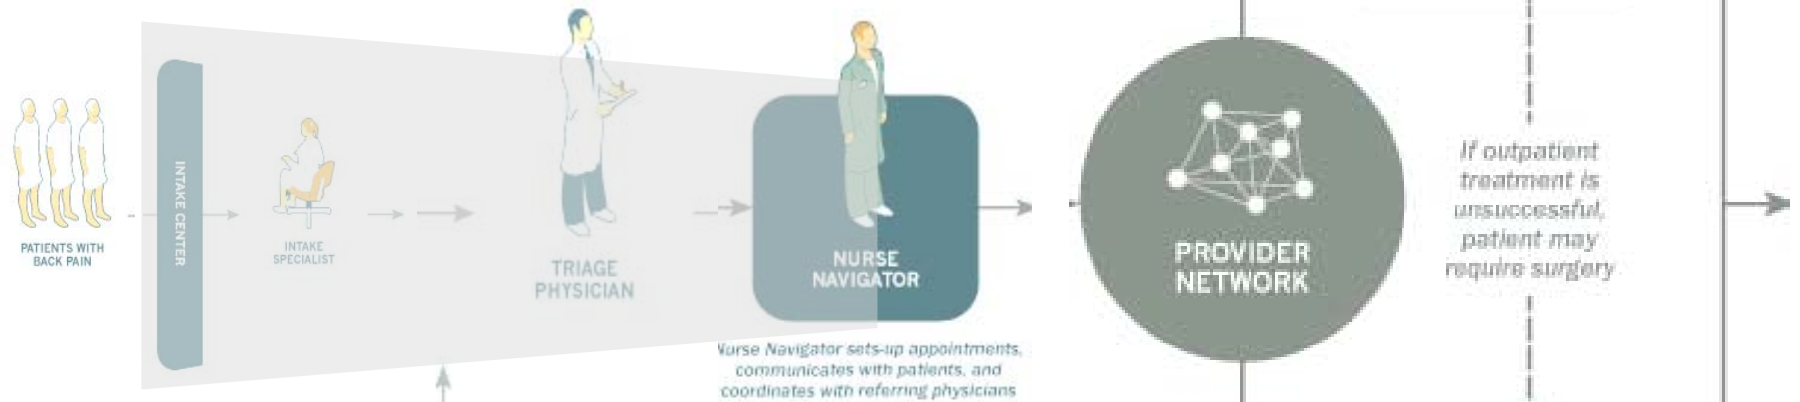 PATIENTS WITH
BACK PAIN
INTAKE CENTER
INTAKE
SPECIALIST
TRIAGE
PHYSICIAN
NURSE
NAVIGATOR
Nurse Navigator sets-up appointments,
communicates with patients, and
coordinates with referring physicians
PROVIDER
NETWORK
If outpatient
treatment is
unsuccessful,
patient may
require surgery